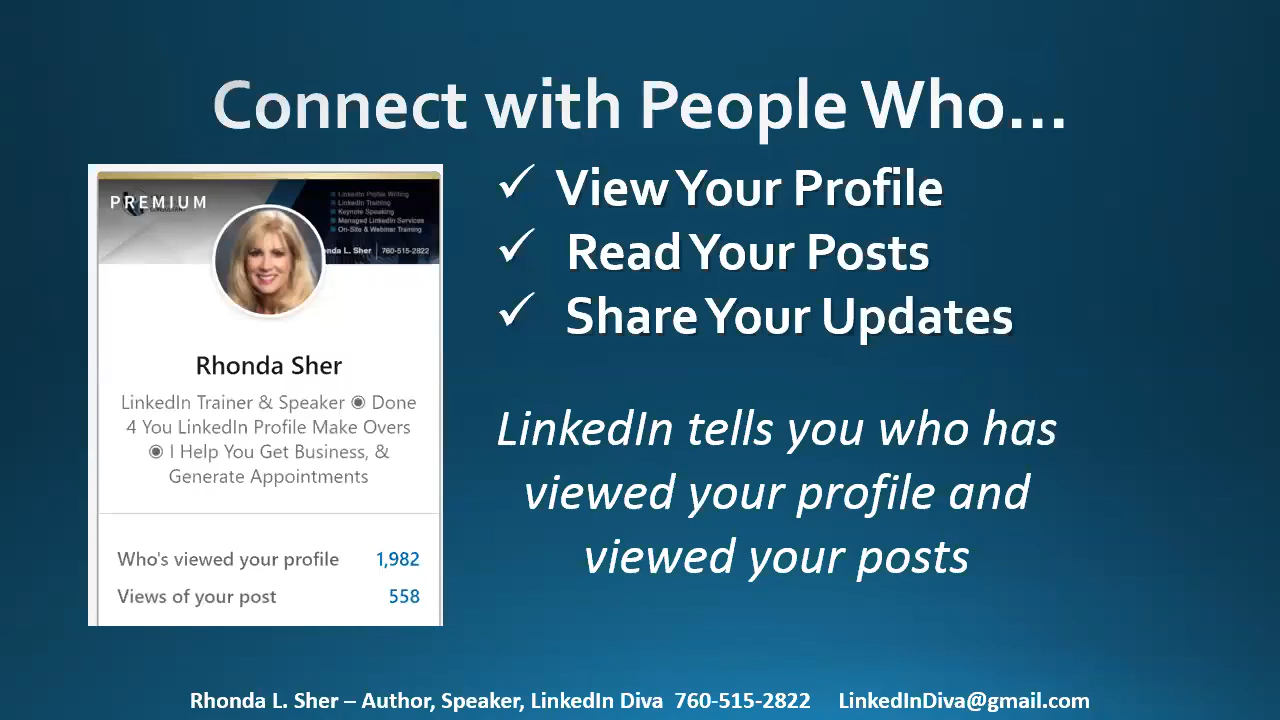 Connect with People Who...
PREMIUM
LinkedIn Profile Writing
LinkedIn Training
Keynote Speaking
Managed LinkedIn Services
On-Site & Webinar Training
nda L. Sher | 760-515-2822
Rhonda Sher
LinkedIn Trainer & Speaker ◉ Done
4 You LinkedIn Profile Make Overs
◉ I Help You Get Business, &
Generate Appointments
Who's viewed your profile 1,982
Views of your post 558
✓ View Your Profile
✓ Read Your Posts
✓ Share Your Updates
LinkedIn tells you who has
viewed your profile and
viewed your posts
Rhonda L. Sher – Author, Speaker, LinkedIn Diva 760-515-2822 LinkedInDiva@gmail.com